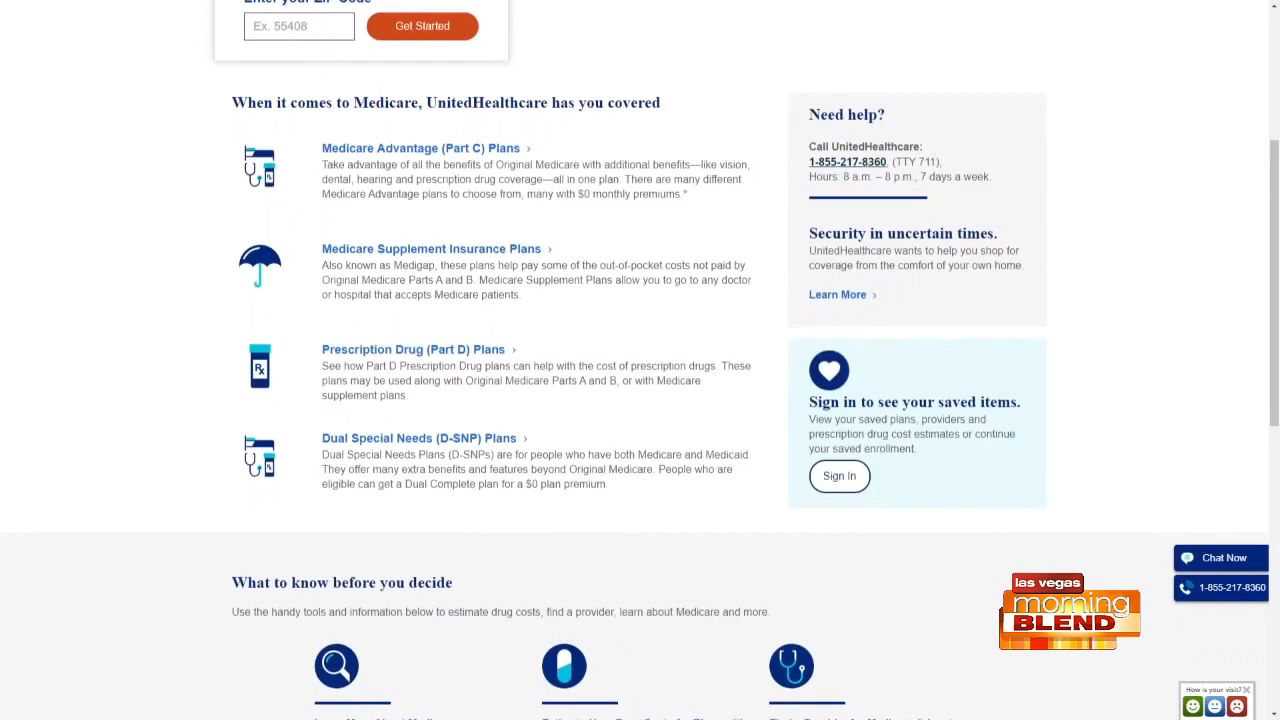 Ex. 55408
Get Started
When it comes to Medicare, UnitedHealthcare has you covered
Medicare Advantage (Part C) Plans ›
Take advantage of all the benefits of Original Medicare with additional benefits—like vision,
dental, hearing and prescription drug coverage—all in one plan. There are many different
Medicare Advantage plans to choose from, many with $0 monthly premiums.*
Medicare Supplement Insurance Plans ›
Also known as Medigap, these plans help pay some of the out-of-pocket costs not paid by
Original Medicare Parts A and B. Medicare Supplement Plans allow you to go to any doctor
or hospital that accepts Medicare patients.
Prescription Drug (Part D) Plans ›
See how Part D Prescription Drug plans can help with the cost of prescription drugs. These
plans may be used along with Original Medicare Parts A and B, or with Medicare
supplement plans.
Dual Special Needs (D-SNP) Plans ›
Dual Special Needs Plans (D-SNPs) are for people who have both Medicare and Medicaid.
They offer many extra benefits and features beyond Original Medicare. People who are
eligible can get a Dual Complete plan for a $0 plan premium
Need help?
Call UnitedHealthcare:
1-855-217-8360, (TTY 711),
Hours: 8 a.m. – 8 p.m., 7 days a week.
Security in uncertain times.
UnitedHealthcare wants to help you shop for
coverage from the comfort of your own home.
Learn More ›
Sign in to see your saved items.
View your saved plans, providers and
prescription drug cost estimates or continue
your saved enrollment.
Sign In
What to know before you decide
Use the handy tools and information below to estimate drug costs, find a provider, learn about Medicare and more.
Chat Now
1-855-217-8360
las vegas
morning
BLEND
How is your visit?